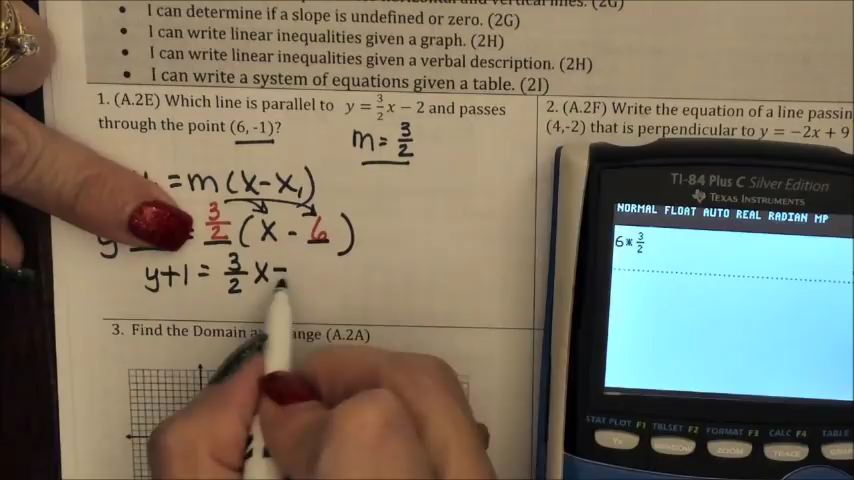 • I can determine if a slope is undefined or zero. (2G)
• I can write linear inequalities given a graph. (2H)
• I can write linear inequalities given a verbal description. (2H)
• I can write a system of equations given a table. (2I)
1. (A.2E) Which line is parallel to y = 3/2 x − 2 and passes
through the point (6, -1)?
m = 3/2
= m (x - x₁)
y = 3/2 (x - 6)
y+1 = 3/2 x -
2. (A.2F) Write the equation of a line passin
(4,-2) that is perpendicular to y = −2x + 9
3. Find the Domain a ange (A.2A)
TI-84 Plus C Silver Edition
TEXAS INSTRUMENTS
NORMAL FLOAT AUTO REAL RADIAN MP
6*3/2
STAT PLOT F1 TBLSET F2 FORMAT F3 CALC F4 TABLE
Y= WINDOW ZOOM TRACE